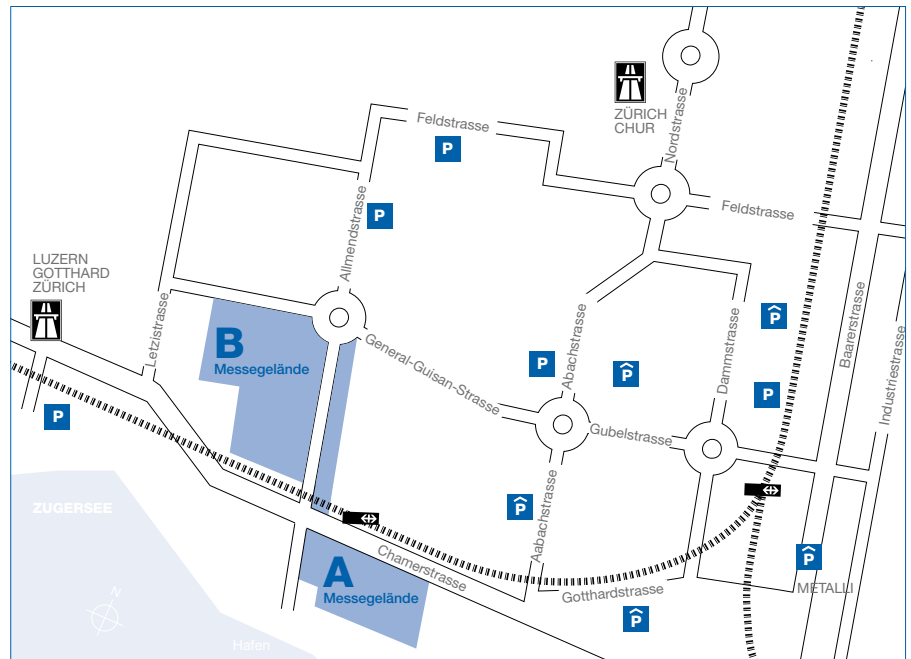 Feldstrasse
P
Nordstrasse
ZÜRICH
CHUR
P
Feldstrasse
Allmendstrasse
LUZERN
GOTTHARD
ZÜRICH
Letzistrasse
B
Messegelände
General-Guisan-Strasse
P
Abachstrasse
P
Dammstrasse
P
P
Baarerstrasse
Industriestrasse
P
Gubelstrasse
ZUGERSEE
P
Aabachstrasse
Chamerstrasse
A
Messegelände
Gotthardstrasse
P
METALLI
P
N
Hafen